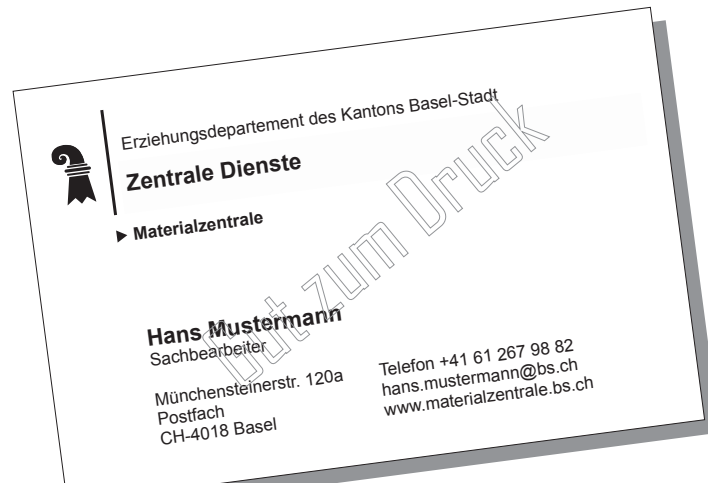 Erziehungsdepartement des Kantons Basel-Stadt
Zentrale Dienste
▶ Materialzentrale
Gut zum Druck
Hans Mustermann
Sachbearbeiter
Münchensteinerstr. 120a
Postfach
CH-4018 Basel
Telefon +41 61 267 98 82
hans.mustermann@bs.ch
www.materialzentrale.bs.ch